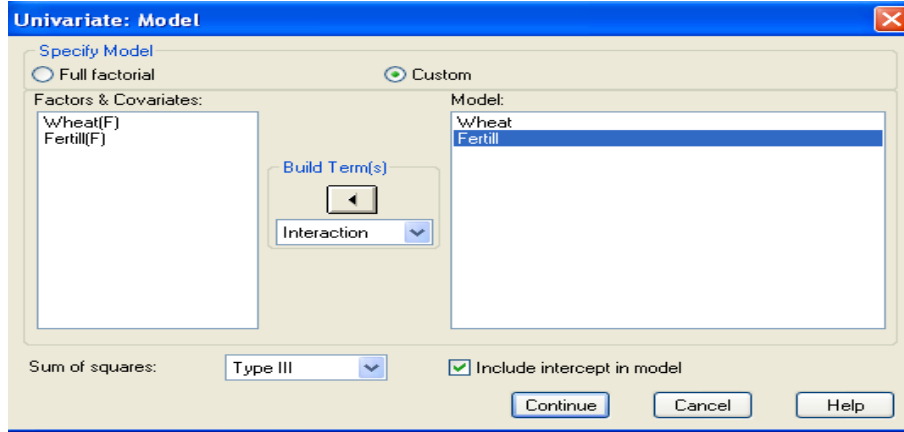 Univariate: Model
Specify Model
Full factorial
Custom
Factors & Covariates:
Model:
Wheat(F)
Fertill(F)
Wheat
Fertill
Build Term(s)
Interaction
Sum of squares:
Type III
Include intercept in model
Continue
Cancel
Help